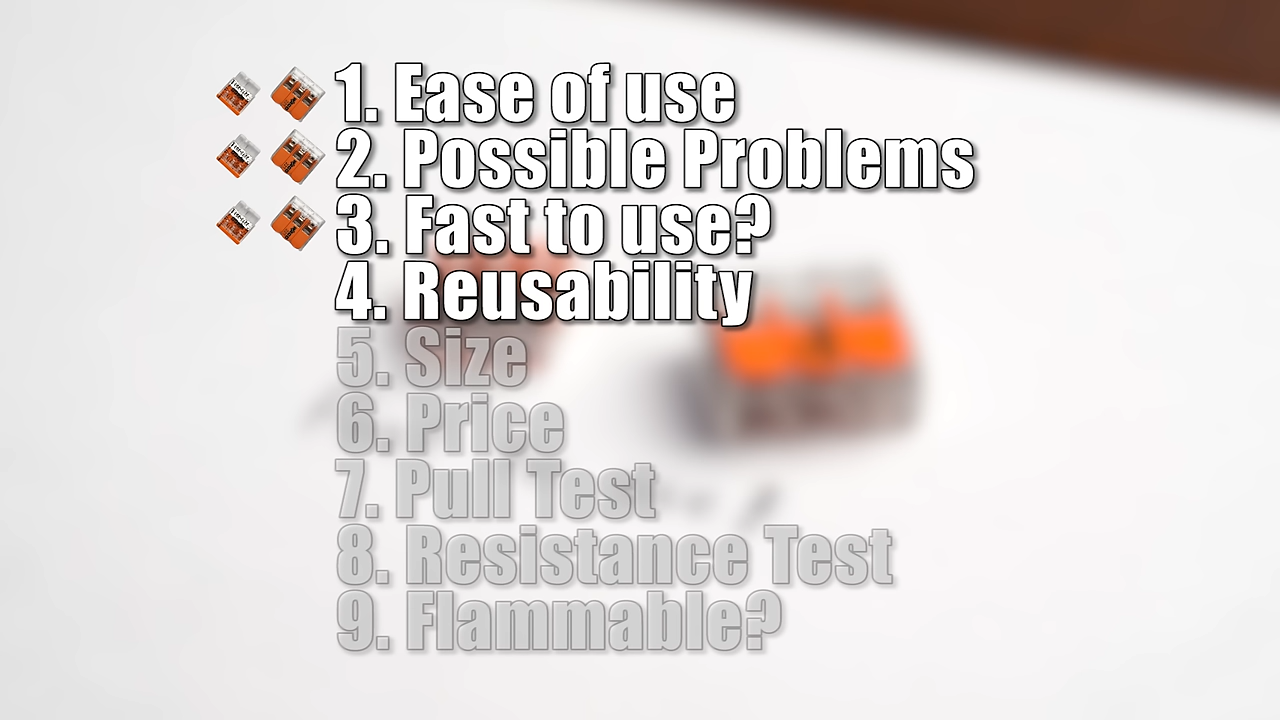 1. Ease of use
2. Possible Problems
3. Fast to use?
4. Reusability
5. Size
6. Price
7. Pull Test
8. Resistance Test
9. Flammable?